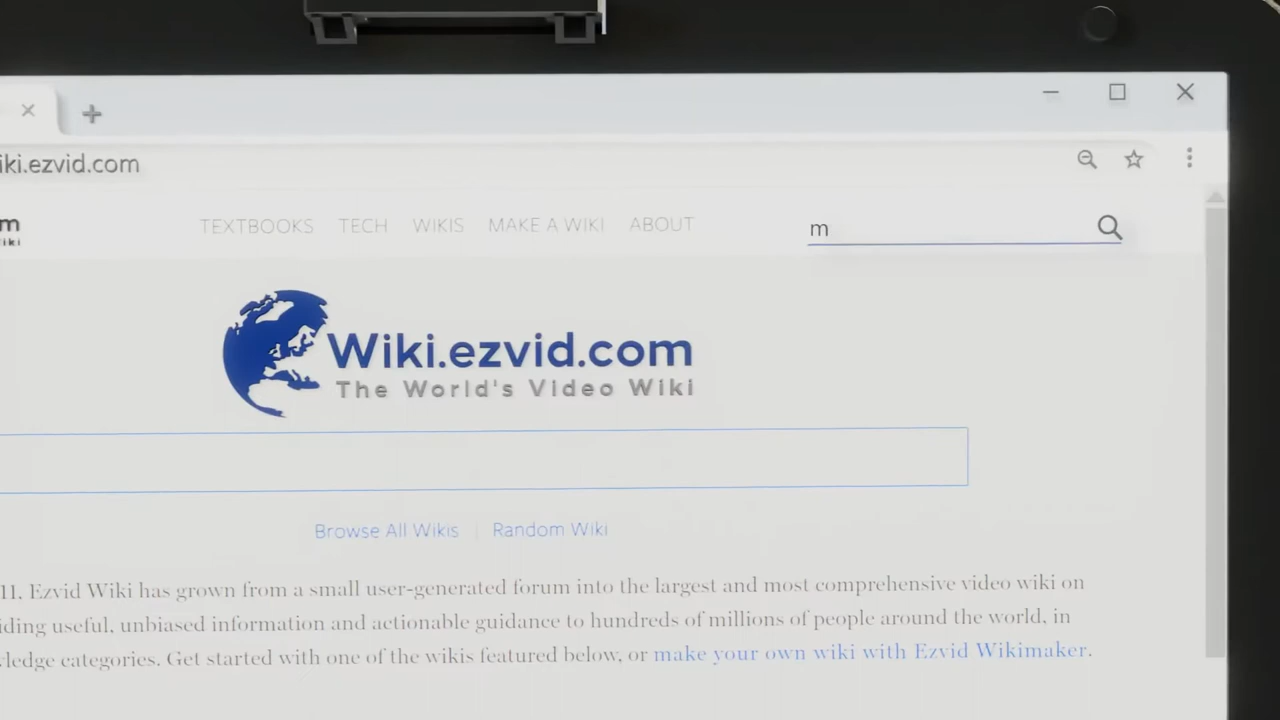 iki.ezvid.com
m
iki
TEXTBOOKS TECH WIKIS MAKE A WIKI ABOUT
m
Wiki.ezvid.com
The World's Video Wiki
Browse All Wikis Random Wiki
11, Ezvid Wiki has grown from a small user-generated forum into the largest and most comprehensive video wiki on
iding useful, unbiased information and actionable guidance to hundreds of millions of people around the world, in
ledge categories. Get started with one of the wikis featured below, or make your own wiki with Ezvid Wikimaker.